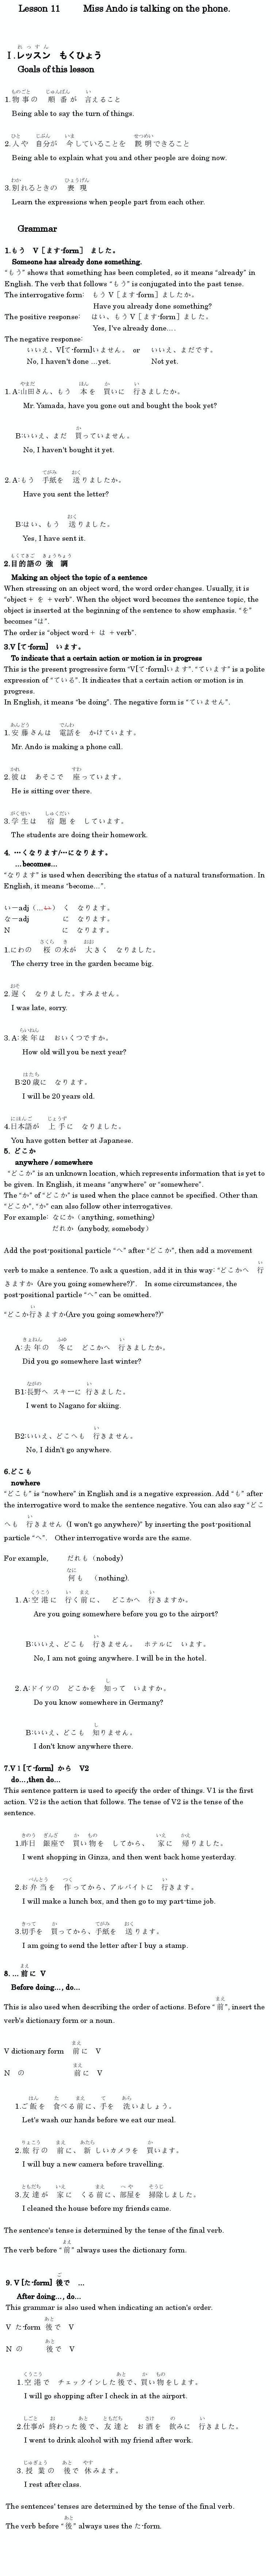 Lesson 11 Miss Ando is talking on the phone.
Ⅰ.レッスン もくひょう
Goals of this lesson
1.物事の 順番が 言えること
Being able to say the turn of things.
2.人や 自分が 今していることを 説明できること
Being able to explain what you and other people are doing now.
3.別れるときの 表現
Learn the expressions when people part from each other.
Grammar
1.もう V［ます-form］ ました。
Someone has already done something.
“もう” shows that something has been completed, so it means “already” in
English. The verb that follows “もう” is conjugated into the past tense.
The interrogative form: もう V［ます-form］ましたか。
Have you already done something?
The positive response: はい、もう V［ます-form］ました。
Yes, I've already done....
The negative response:
いいえ、V[て-form]いません。 or いいえ、まだです。
No, I haven't done ...yet. Not yet.
1. A:山田さん、もう 本を 買いに 行きましたか。
Mr. Yamada, have you gone out and bought the book yet?
B:いいえ、まだ 買っていません。
No, I haven't bought it yet.
2. A:もう 手紙を 送りましたか。
Have you sent the letter?
B:はい、もう 送りました。
Yes, I have sent it.
2.目的語の 強調
Making an object the topic of a sentence
When stressing on an object word, the word order changes. Usually, it is
“object + を +verb”. When the object word becomes the sentence topic, the
object is inserted at the beginning of the sentence to show emphasis. “を”
becomes “は”.
The order is “object word + は +verb”.
3.V [て-form] います。
To indicate that a certain action or motion is in progress
This is the present progressive form “V[て-form]います”. “ています” is a polite
expression of “ている”. It indicates that a certain action or motion is in
progress.
In English, it means “be doing”. The negative form is “ていません”.
1.安藤さんは 電話を かけています。
Mr. Ando is making a phone call.
2.彼は あそこで 座っています。
He is sitting over there.
3.学生は 宿題を しています。
The students are doing their homework.
4. …くなります/…になります。
...becomes...
“なります” is used when describing the status of a natural transformation. In
English, it means “become...”.
い一adj（...い） く なります。
な一adj に なります。
N に なります。
1.にわの 桜の木が 大きく なりました。
The cherry tree in the garden became big.
2.遅く なりました。すみません。
I was late, sorry.
3. A:来年は おいくつですか。
How old will you be next year?
B:20 歳に なります。
I will be 20 years old.
4.日本語が 上手に なりました。
You have gotten better at Japanese.
5. どこか
anywhere / somewhere
“どこか” is an unknown location, which represents information that is yet to
be given. In English, it means “anywhere” or “somewhere”.
The “か” of “どこか” is used when the place cannot be specified. Other than
“どこか”, “か” can also follow other interrogatives.
For example: なにか（anything, something)
だれか (anybody, somebody）
Add the post-positional particle “へ” after “どこか”, then add a movement
verb to make a sentence. To ask a question, add it in this way: “どこかへ 行
きますか (Are you going somewhere?)”. In some circumstances, the
post-positional particle “へ” can be omitted.
“どこか行きますか(Are you going somewhere?)”
A:去年の 冬に どこかへ 行きましたか。
Did you go somewhere last winter?
B1:長野へ スキーに 行きました。
I went to Nagano for skiing.
B2:いいえ、どこへも 行きません。
No, I didn't go anywhere.
6.どこも
nowhere
“どこも” is “nowhere” in English and is a negative expression. Add “も” after
the interrogative word to make the sentence negative. You can also say “どこ
へも 行きません (I won't go anywhere)” by inserting the post-positional
particle “へ”. Other interrogative words are the same.
For example, だれも（nobody)
何も （nothing).
1. A:空港に 行く前に、 どこかへ 行きますか。
Are you going somewhere before you go to the airport?
B:いいえ、どこも 行きません。 ホテルに います。
No, I am not going anywhere. I will be in the hotel.
2. A:ドイツの どこかを 知って いますか。
Do you know somewhere in Germany?
B:いいえ、どこも 知りません。
I don't know anywhere there.
7.V１[て-form] から V2
do...,then do...
This sentence pattern is used to specify the order of things. V1 is the first
action. V2 is the action that follows. The tense of V2 is the tense of the
sentence.
1.昨日 銀座で 買い物を してから、 家に 帰りました。
I went shopping in Ginza, and then went back home yesterday.
2.お弁当を 作ってから、アルバイトに 行きます。
I will make a lunch box, and then go to my part-time job.
3.切手を 買ってから、手紙を 送ります。
I am going to send the letter after I buy a stamp.
8. ... 前に V
Before doing..., do...
This is also used when describing the order of actions. Before “前”, insert the
verb's dictionary form or a noun.
V dictionary form 前に V
N の 前に V
1.ご飯を 食べる前に、手を 洗いましょう。
Let's wash our hands before we eat our meal.
2.旅行の 前に、新しいカメラを 買います。
I will buy a new camera before travelling.
3.友達が 家に くる前に、部屋を 掃除しました。
I cleaned the house before my friends came.
The sentence's tense is determined by the tense of the final verb.
The verb before “前” always uses the dictionary form.
9. V [た-form] 後で ...
After doing..., do...
This grammar is also used when indicating an action's order.
V た-form 後で V
N の 後で V
1.空港で チェックインした後で、買い物をします。
I will go shopping after I check in at the airport.
2.仕事が 終わった後で、友達と お酒を 飲みに 行きました。
I went to drink alcohol with my friend after work.
3.授業の 後で 休みます。
I rest after class.
The sentences' tenses are determined by the tense of the final verb.
The verb before “後” always uses the た-form.